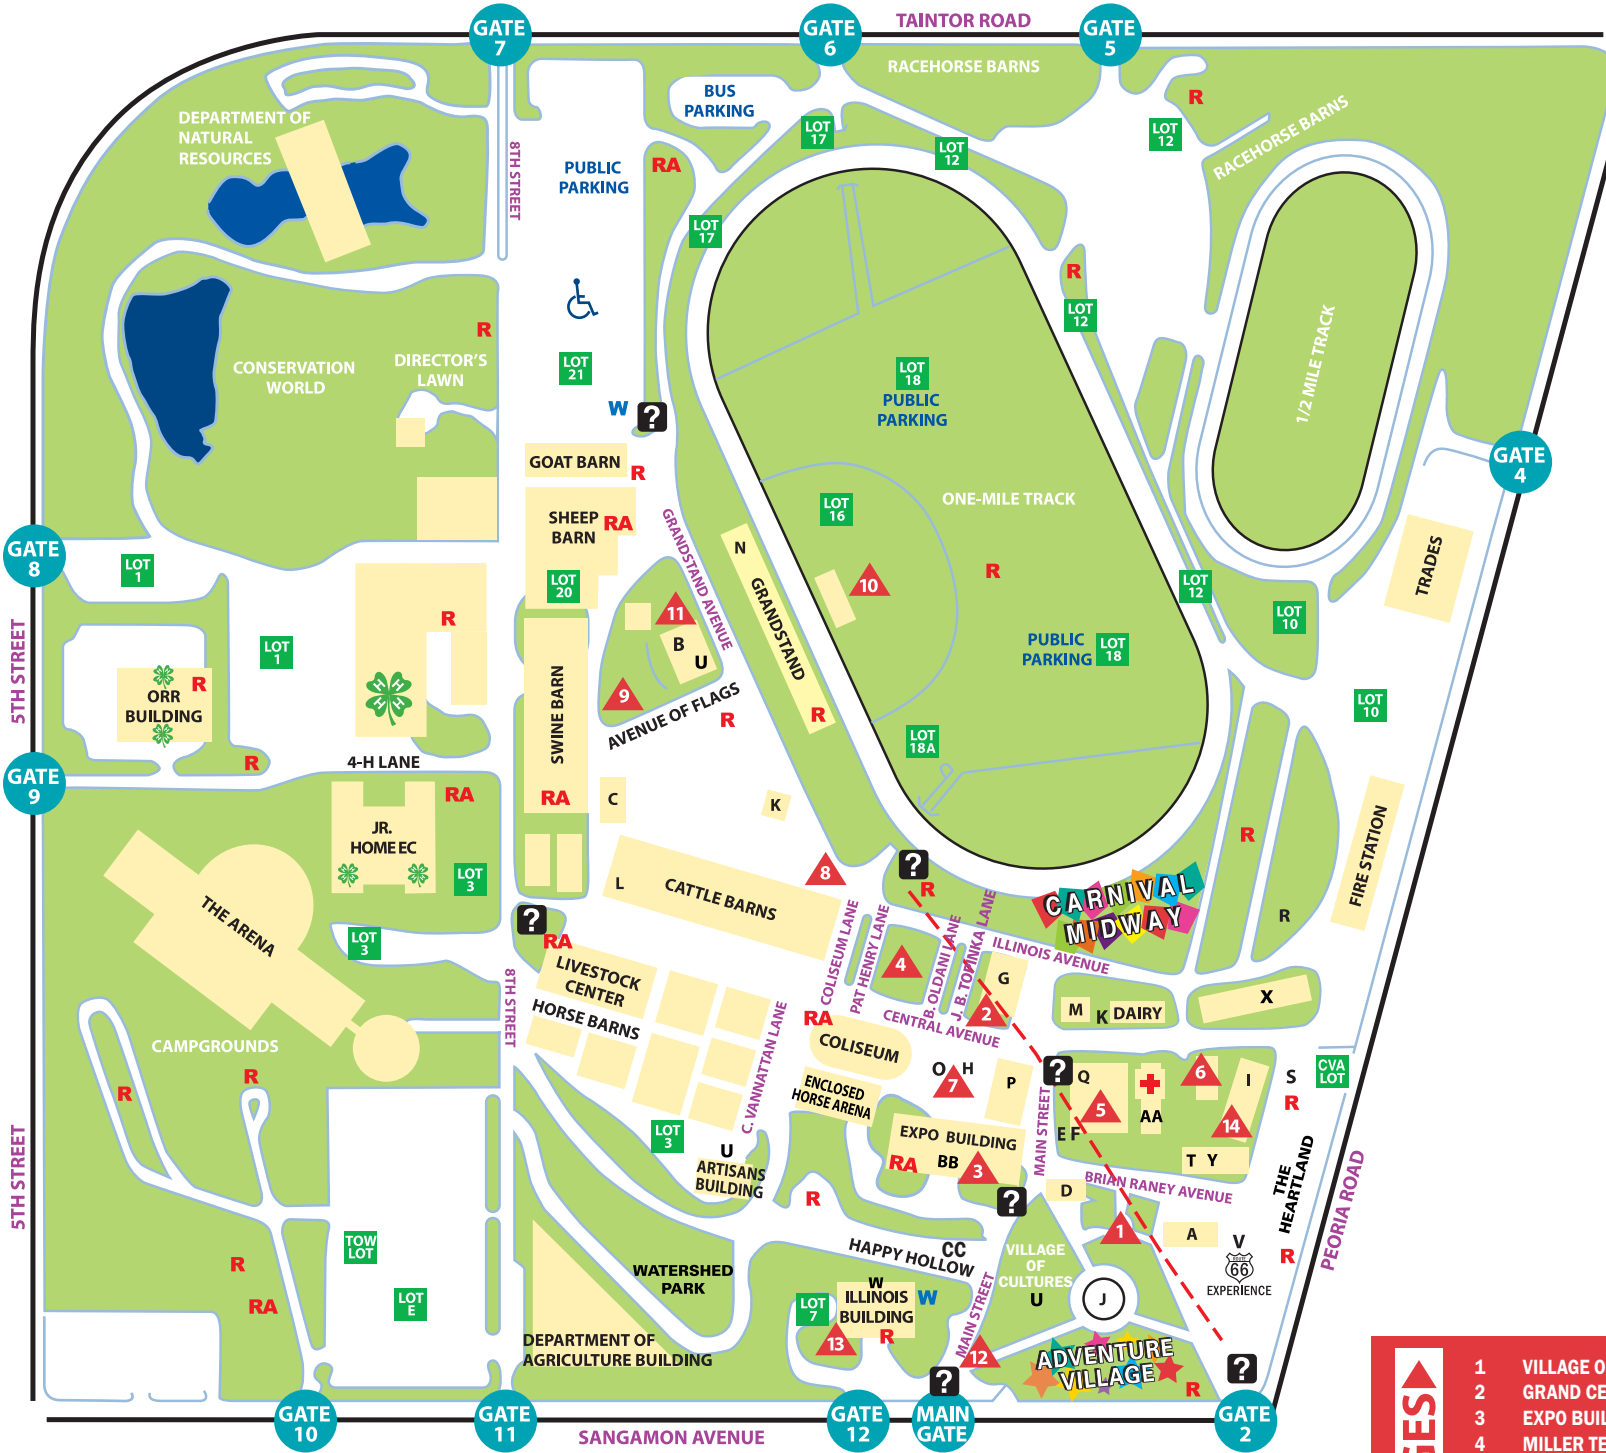 TAINTOR ROAD
GATE
7
GATE
6
GATE
5
RACEHORSE BARNS
BUS
PARKING
R
DEPARTMENT OF
NATURAL
RESOURCES
LOT
17
LOT
12
LOT
12
RACEHORSE BARNS
8TH STREET
PUBLIC
PARKING
RA
LOT
17
R
LOT
12
R
CONSERVATION
WORLD
DIRECTOR'S
LAWN
LOT
21
LOT
18
PUBLIC
PARKING
1/2 MILE TRACK
W
?
GATE
4
GOAT BARN
R
SHEEP
BARN
RA
GRANDSTAND AVENUE
LOT
16
ONE-MILE TRACK
N
GRANDSTAND
TRADES
GATE
8
LOT
1
LOT
20
10
R
LOT
12
LOT
10
R
11
B
U
5TH STREET
LOT
1
PUBLIC
PARKING
LOT
18
ORR
BUILDING
R
H
H
H
H
SWINE BARN
9
AVENUE OF FLAGS
R
R
LOT
10
LOT
18A
R
4-H LANE
GATE
9
RA
RA
C
K
JR.
HOME EC
LOT
3
L
CATTLE BARNS
8
?
R
R
FIRE STATION
CARNIVAL
MIDWAY
R
THE ARENA
LOT
3
?
RA
COLISEUM LANE
PAT HENRY LANE
4
B. OLDANI LANE
J. B. TOPINKA LANE
ILLINOIS AVENUE
G
2
LIVESTOCK
CENTER
8TH STREET
HORSE BARNS
C. VANNATTAN LANE
RA
CENTRAL AVENUE
M
K
DAIRY
X
COLISEUM
CAMPGROUNDS
R
R
ENCLOSED
HORSE ARENA
O
H
7
P
?
Q
5
AA
6
I
14
S
R
CVA
LOT
LOT
3
U
ARTISANS
BUILDING
EXPO BUILDING
RA
BB
3
MAIN STREET
E F
T Y
THE
HEARTLAND
5TH STREET
R
?
D
BRIAN RANEY AVENUE
PEORIA ROAD
TOW
LOT
R
RA
LOT
E
WATERSHED
PARK
HAPPY HOLLOW
CC
VILLAGE
OF
CULTURES
U
1
A
V
ROUTE
66
EXPERIENCE
R
J
LOT
7
W
ILLINOIS
BUILDING
W
R
13
MAIN STREET
12
DEPARTMENT OF
AGRICULTURE BUILDING
ADVENTURE
VILLAGE
R
?
?
GATE
10
GATE
11
SANGAMON AVENUE
GATE
12
MAIN
GATE
GATE
2
GES
1 VILLAGE O
2 GRAND CE
3 EXPO BUIL
4 MILLER TE